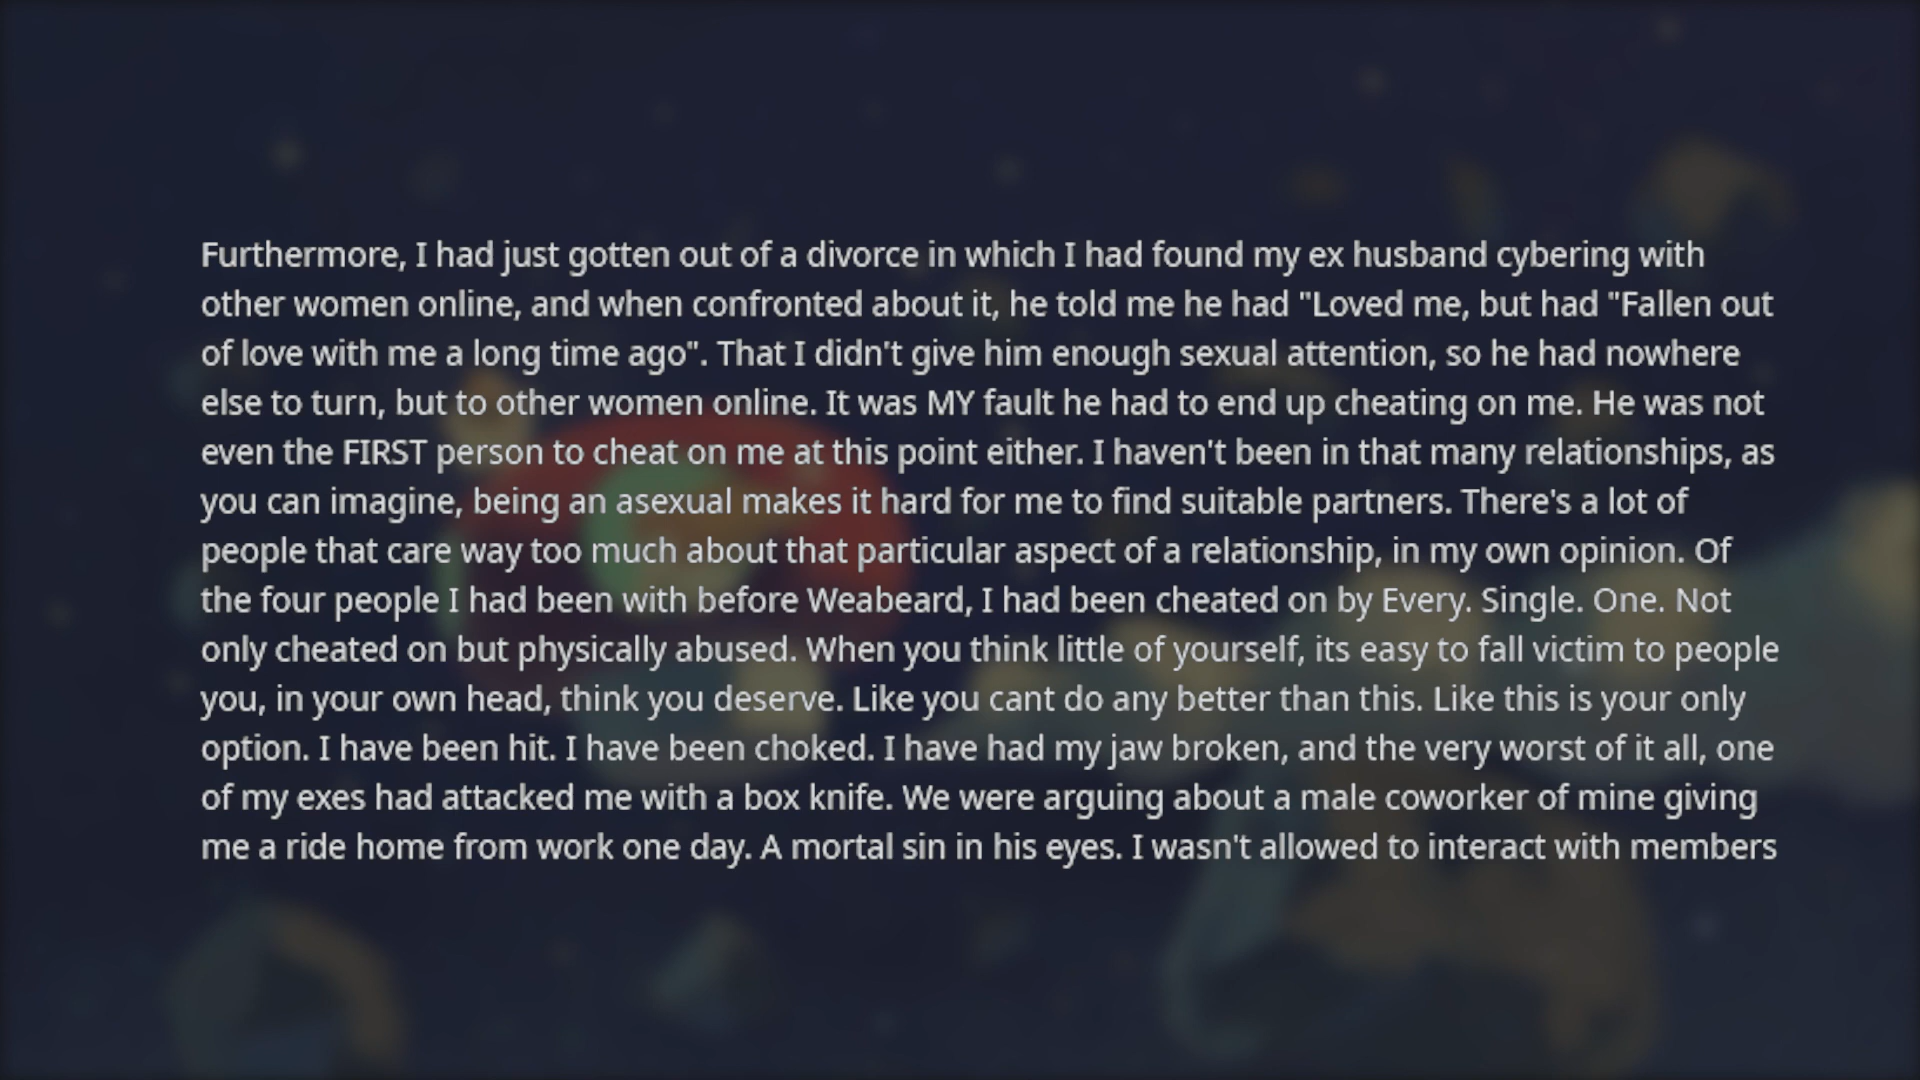 Furthermore, I had just gotten out of a divorce in which I had found my ex husband cybering with
other women online, and when confronted about it, he told me he had "Loved me, but had "Fallen out
of love with me a long time ago". That I didn't give him enough sexual attention, so he had nowhere
else to turn, but to other women online. It was MY fault he had to end up cheating on me. He was not
even the FIRST person to cheat on me at this point either. I haven't been in that many relationships, as
you can imagine, being an asexual makes it hard for me to find suitable partners. There's a lot of
people that care way too much about that particular aspect of a relationship, in my own opinion. Of
the four people I had been with before Weabeard, I had been cheated on by Every. Single. One. Not
only cheated on but physically abused. When you think little of yourself, its easy to fall victim to people
you, in your own head, think you deserve. Like you cant do any better than this. Like this is your only
option. I have been hit. I have been choked. I have had my jaw broken, and the very worst of it all, one
of my exes had attacked me with a box knife. We were arguing about a male coworker of mine giving
me a ride home from work one day. A mortal sin in his eyes. I wasn't allowed to interact with members